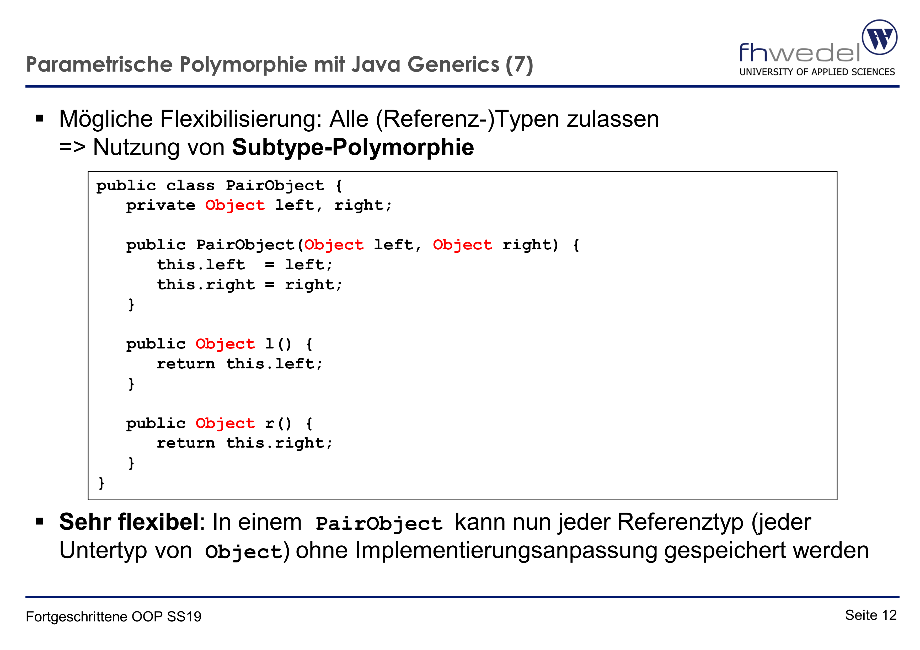 Parametrische Polymorphie mit Java Generics (7)
fhwedel W
UNIVERSITY OF APPLIED SCIENCES
▪ Mögliche Flexibilisierung: Alle (Referenz-)Typen zulassen
=> Nutzung von Subtype-Polymorphie
public class PairObject {
   private Object left, right;

   public PairObject(Object left, Object right) {
      this.left  = left;
      this.right = right;
   }

   public Object l() {
      return this.left;
   }

   public Object r() {
      return this.right;
   }
}
▪ Sehr flexibel: In einem PairObject kann nun jeder Referenztyp (jeder
Untertyp von Object) ohne Implementierungsanpassung gespeichert werden
Fortgeschrittene OOP SS19
Seite 12